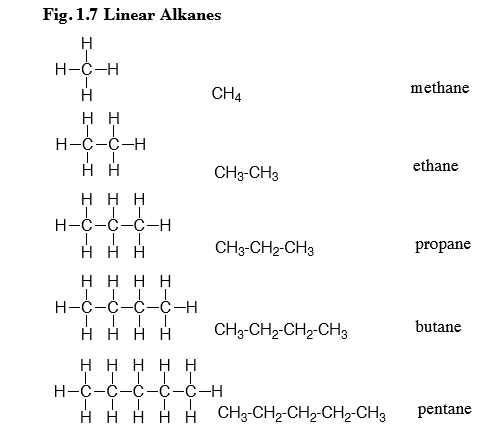 Fig. 1.7 Linear Alkanes
H
H-C-H
H
CH4 methane
H H
H-C-C-H
H H
CH3-CH3 ethane
H H H
H-C-C-C-H
H H H
CH3-CH2-CH3 propane
H H H H
H-C-C-C-C-H
H H H H
CH3-CH2-CH2-CH3 butane
H H H H H
H-C-C-C-C-C-H
H H H H H
CH3-CH2-CH2-CH2-CH3 pentane